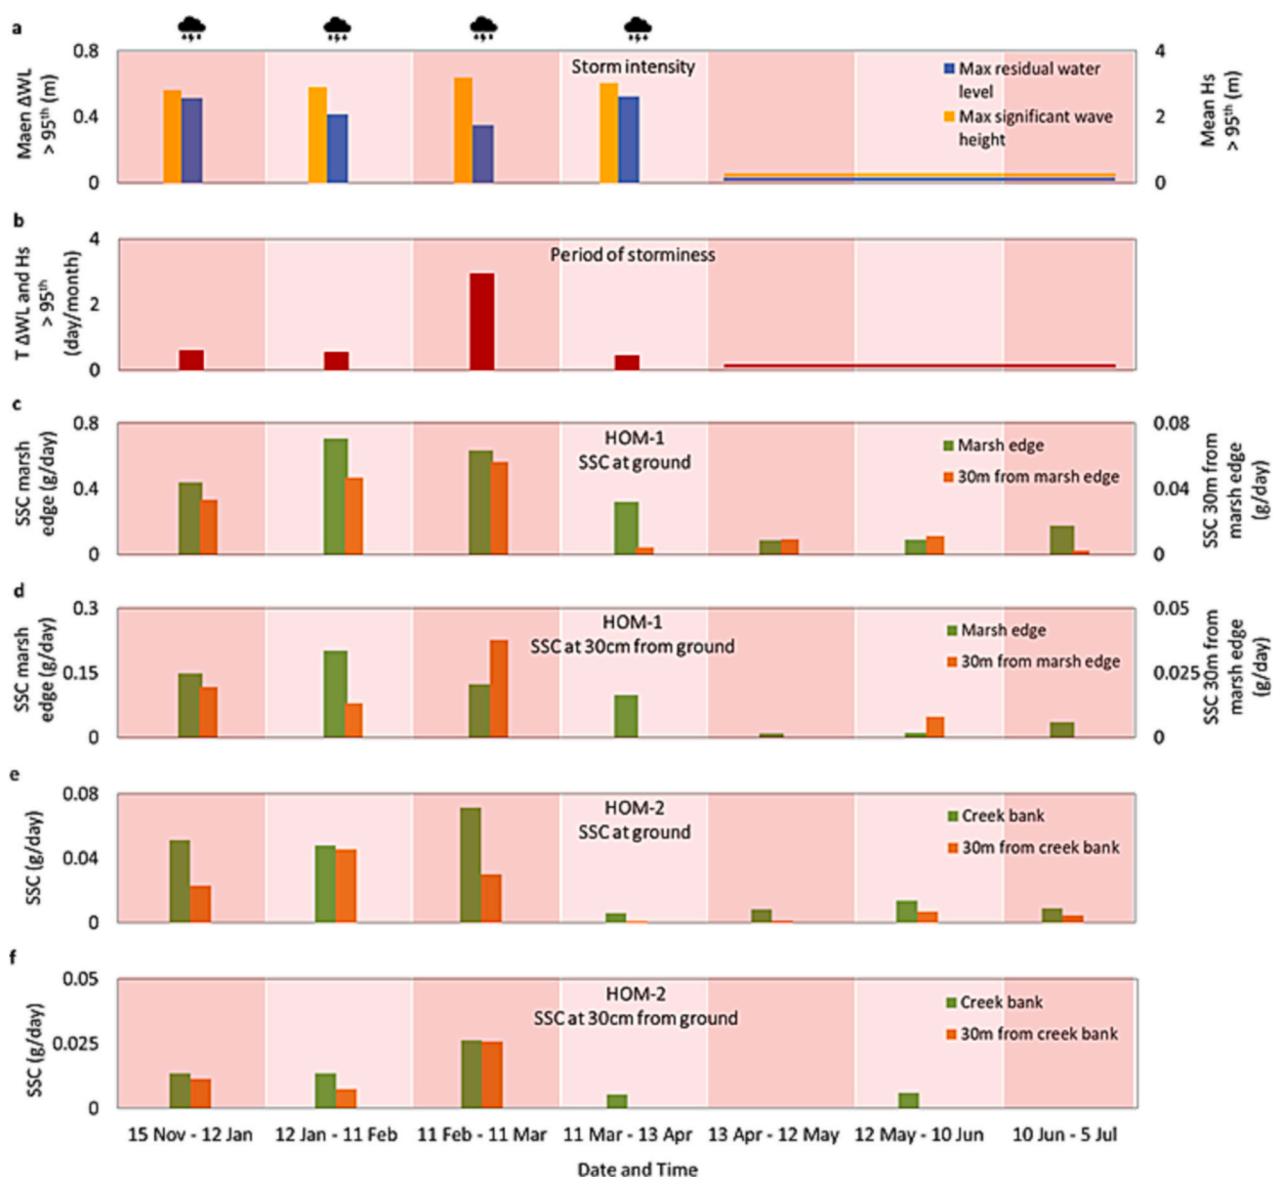 a
0.8
0.4
0
Maen ΔWL
> 95th (m)
Storm intensity
Max residual water
level
Max significant wave
height
4
2
0
Mean Hs
> 95th (m)
b
4
2
0
T ΔWL and Hs
> 95th
(day/month)
Period of storminess
c
0.8
0.4
0
SSC marsh
edge (g/day)
HOM-1
SSC at ground
Marsh edge
30m from marsh edge
0.08
0.04
0
SSC 30m from
marsh edge
(g/day)
d
0.3
0.15
0
SSC marsh
edge (g/day)
HOM-1
SSC at 30cm from ground
Marsh edge
30m from marsh edge
0.05
0.025
0
SSC 30m from
marsh edge
(g/day)
e
0.08
0.04
0
SSC (g/day)
HOM-2
SSC at ground
Creek bank
30m from creek bank
f
0.05
0.025
0
SSC (g/day)
HOM-2
SSC at 30cm from ground
Creek bank
30m from creek bank
15 Nov - 12 Jan
12 Jan - 11 Feb
11 Feb - 11 Mar
11 Mar - 13 Apr
13 Apr - 12 May
12 May - 10 Jun
10 Jun - 5 Jul
Date and Time